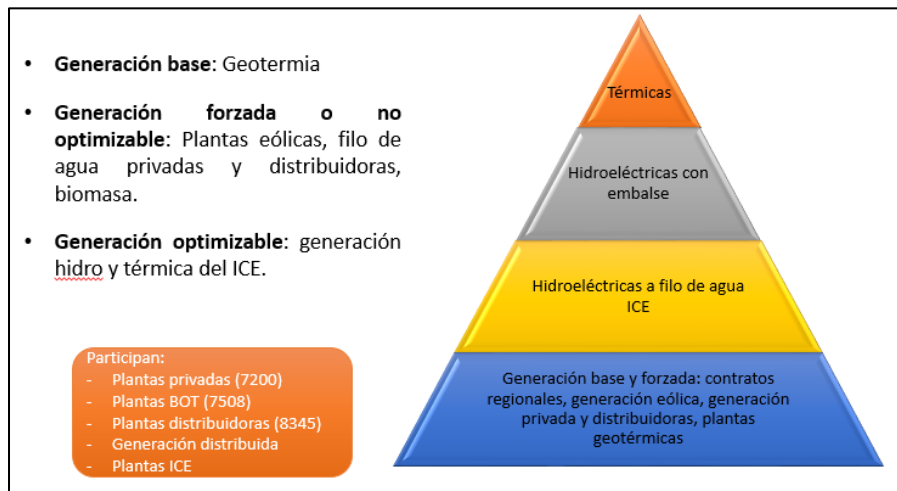 • Generación base: Geotermia
• Generación forzada o no
optimizable: Plantas eólicas, filo de
agua privadas y distribuidoras,
biomasa.
• Generación optimizable: generación
hidro y térmica del ICE.
Participan:
- Plantas privadas (7200)
- Plantas BOT (7508)
- Plantas distribuidoras (8345)
- Generación distribuida
- Plantas ICE
Térmicas
Hidroeléctricas con
embalse
Hidroeléctricas a filo de agua
ICE
Generación base y forzada: contratos
regionales, generación eólica, generación
privada y distribuidoras, plantas
geotérmicas